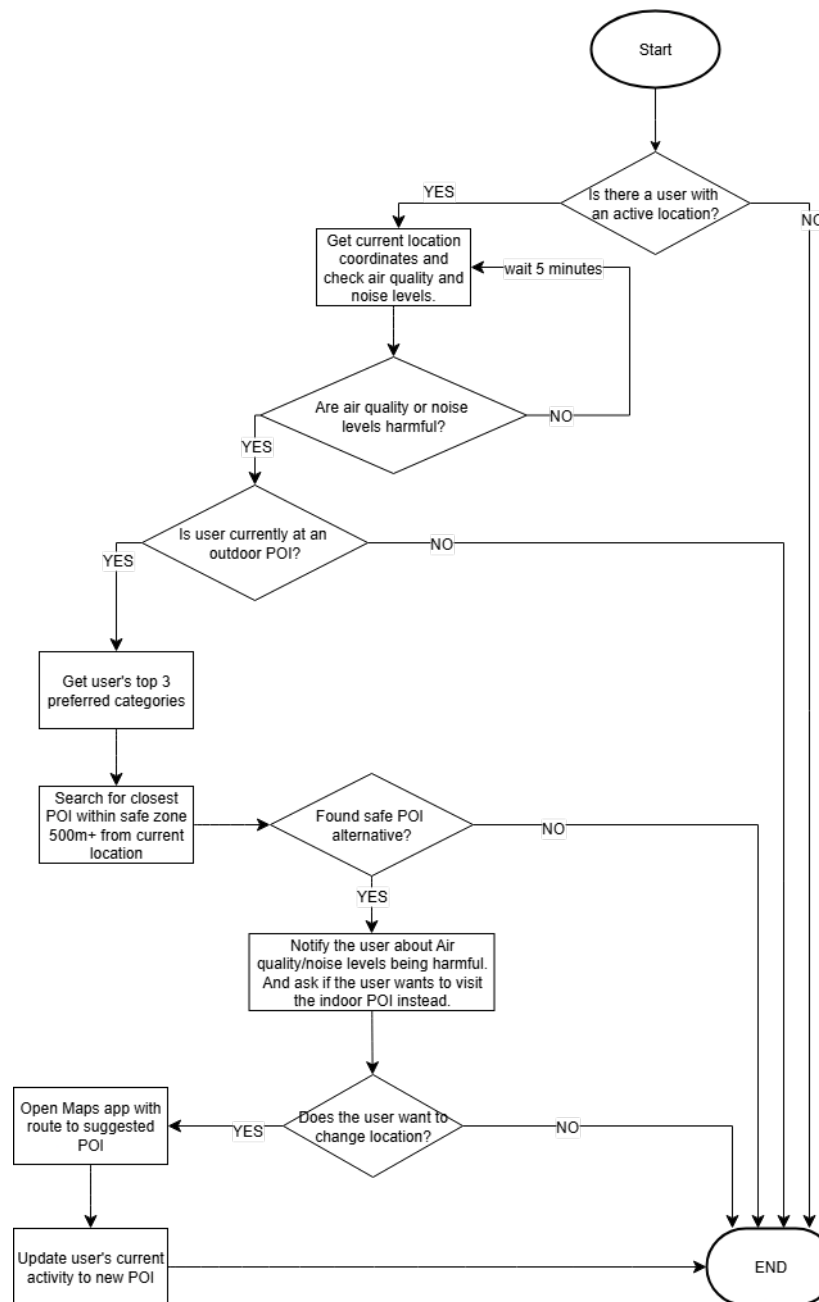 Start
Is there a user with
an active location?
YES
NO
Get current location
coordinates and
check air quality and
noise levels.
wait 5 minutes
Are air quality or noise
levels harmful?
NO
YES
Is user currently at an
outdoor POI?
NO
YES
Get user's top 3
preferred categories
Search for closest
POI within safe zone
500m+ from current
location
Found safe POI
alternative?
NO
YES
Notify the user about Air
quality/noise levels being harmful.
And ask if the user wants to visit
the indoor POI instead.
Does the user want to
change location?
YES
NO
Open Maps app with
route to suggested
POI
Update user's current
activity to new POI
END